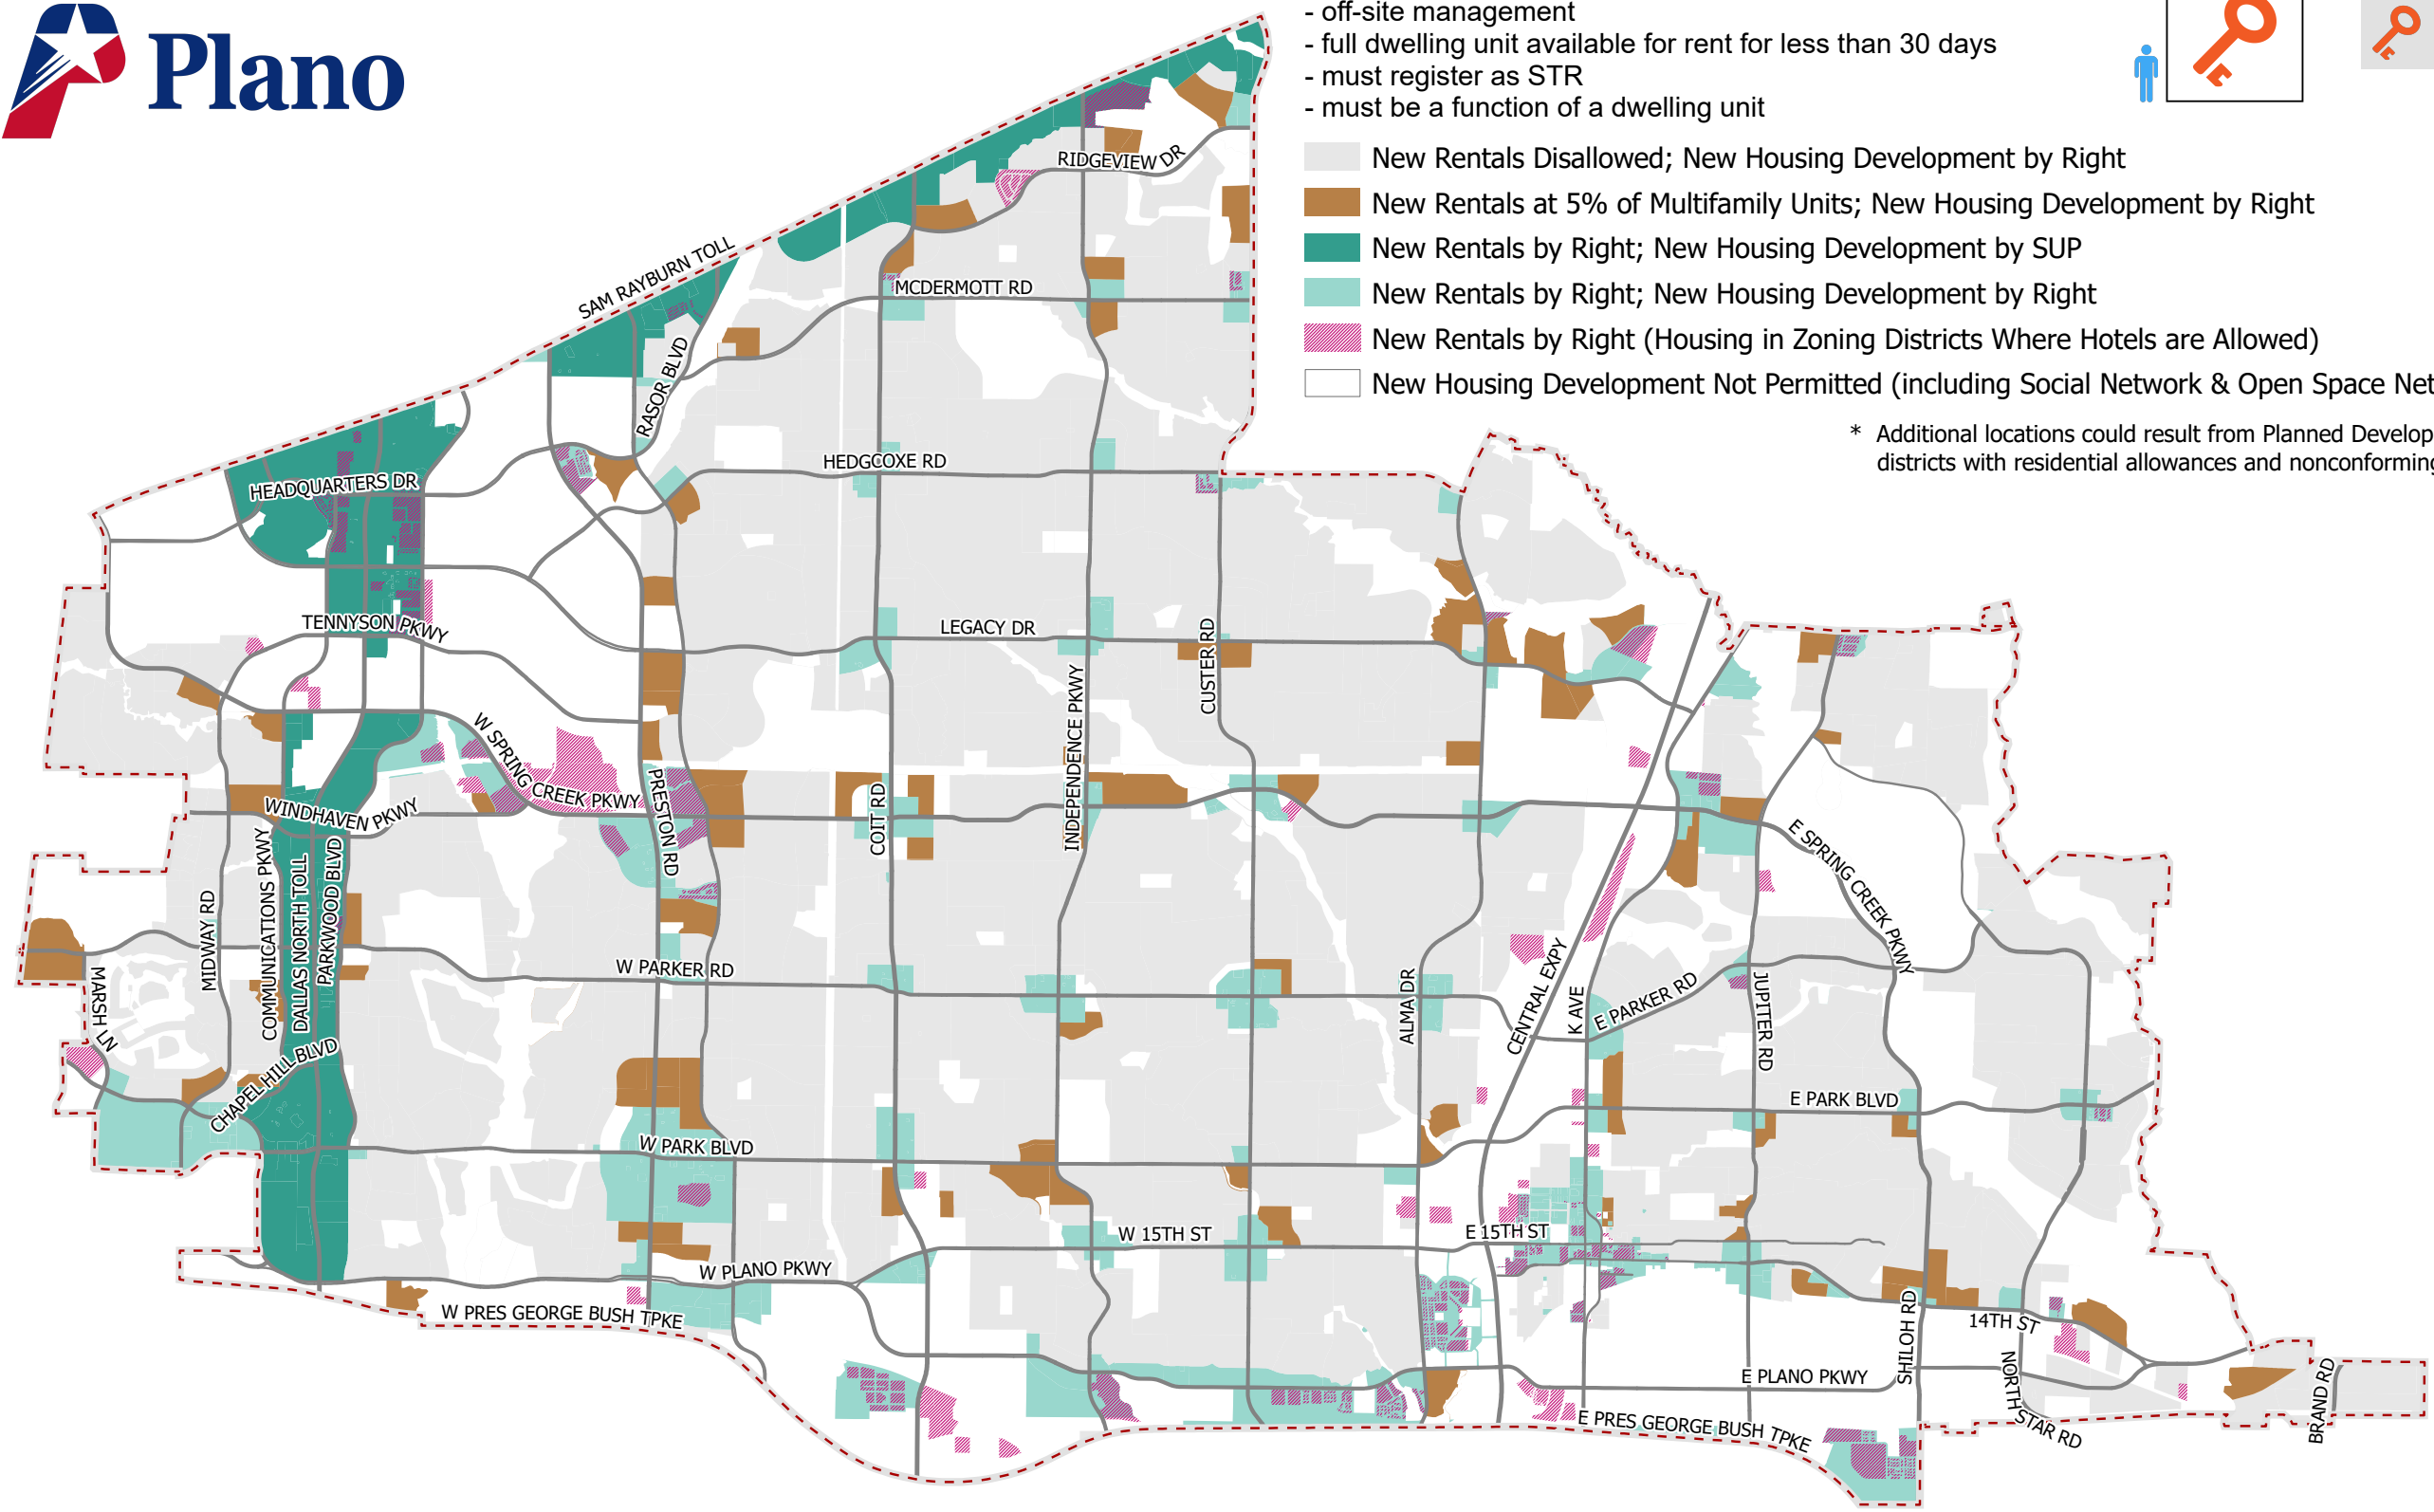 Plano
- off-site management
- full dwelling unit available for rent for less than 30 days
- must register as STR
- must be a function of a dwelling unit
New Rentals Disallowed; New Housing Development by Right
New Rentals at 5% of Multifamily Units; New Housing Development by Right
New Rentals by Right; New Housing Development by SUP
New Rentals by Right; New Housing Development by Right
New Rentals by Right (Housing in Zoning Districts Where Hotels are Allowed)
New Housing Development Not Permitted (including Social Network & Open Space Net
* Additional locations could result from Planned Develop
districts with residential allowances and nonconforming
RIDGEVIEW DR
SAM RAYBURN TOLL
MCDERMOTT RD
RASOR BLVD
HEDGCOXE RD
HEADQUARTERS DR
TENNYSON PKWY
LEGACY DR
CUSTER RD
INDEPENDENCE PKWY
W SPRING CREEK PKWY
PRESTON RD
COIT RD
WINDHAVEN PKWY
E SPRING CREEK PKWY
MIDWAY RD
COMMUNICATIONS PKWY
DALLAS NORTH TOLL
PARKWOOD BLVD
MARSH LN
W PARKER RD
ALMA DR
CENTRAL EXPY
K AVE
E PARKER RD
JUPITER RD
CHAPEL HILL BLVD
E PARK BLVD
W PARK BLVD
W 15TH ST
E 15TH ST
W PLANO PKWY
W PRES GEORGE BUSH TPKE
SHILOH RD
14TH ST
NORTH STAR RD
E PLANO PKWY
BRAND RD
E PRES GEORGE BUSH TPKE